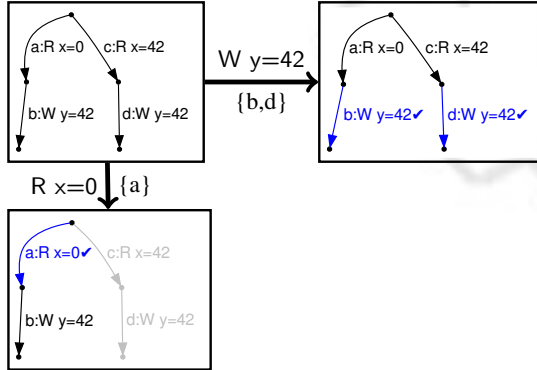 a:R x=0
c:R x=42
b:W y=42
d:W y=42
W y=42
{b,d}
a:R x=0
c:R x=42
b:W y=42✔
d:W y=42✔
R x=0
{a}
a:R x=0✔
c:R x=42
b:W y=42
d:W y=42